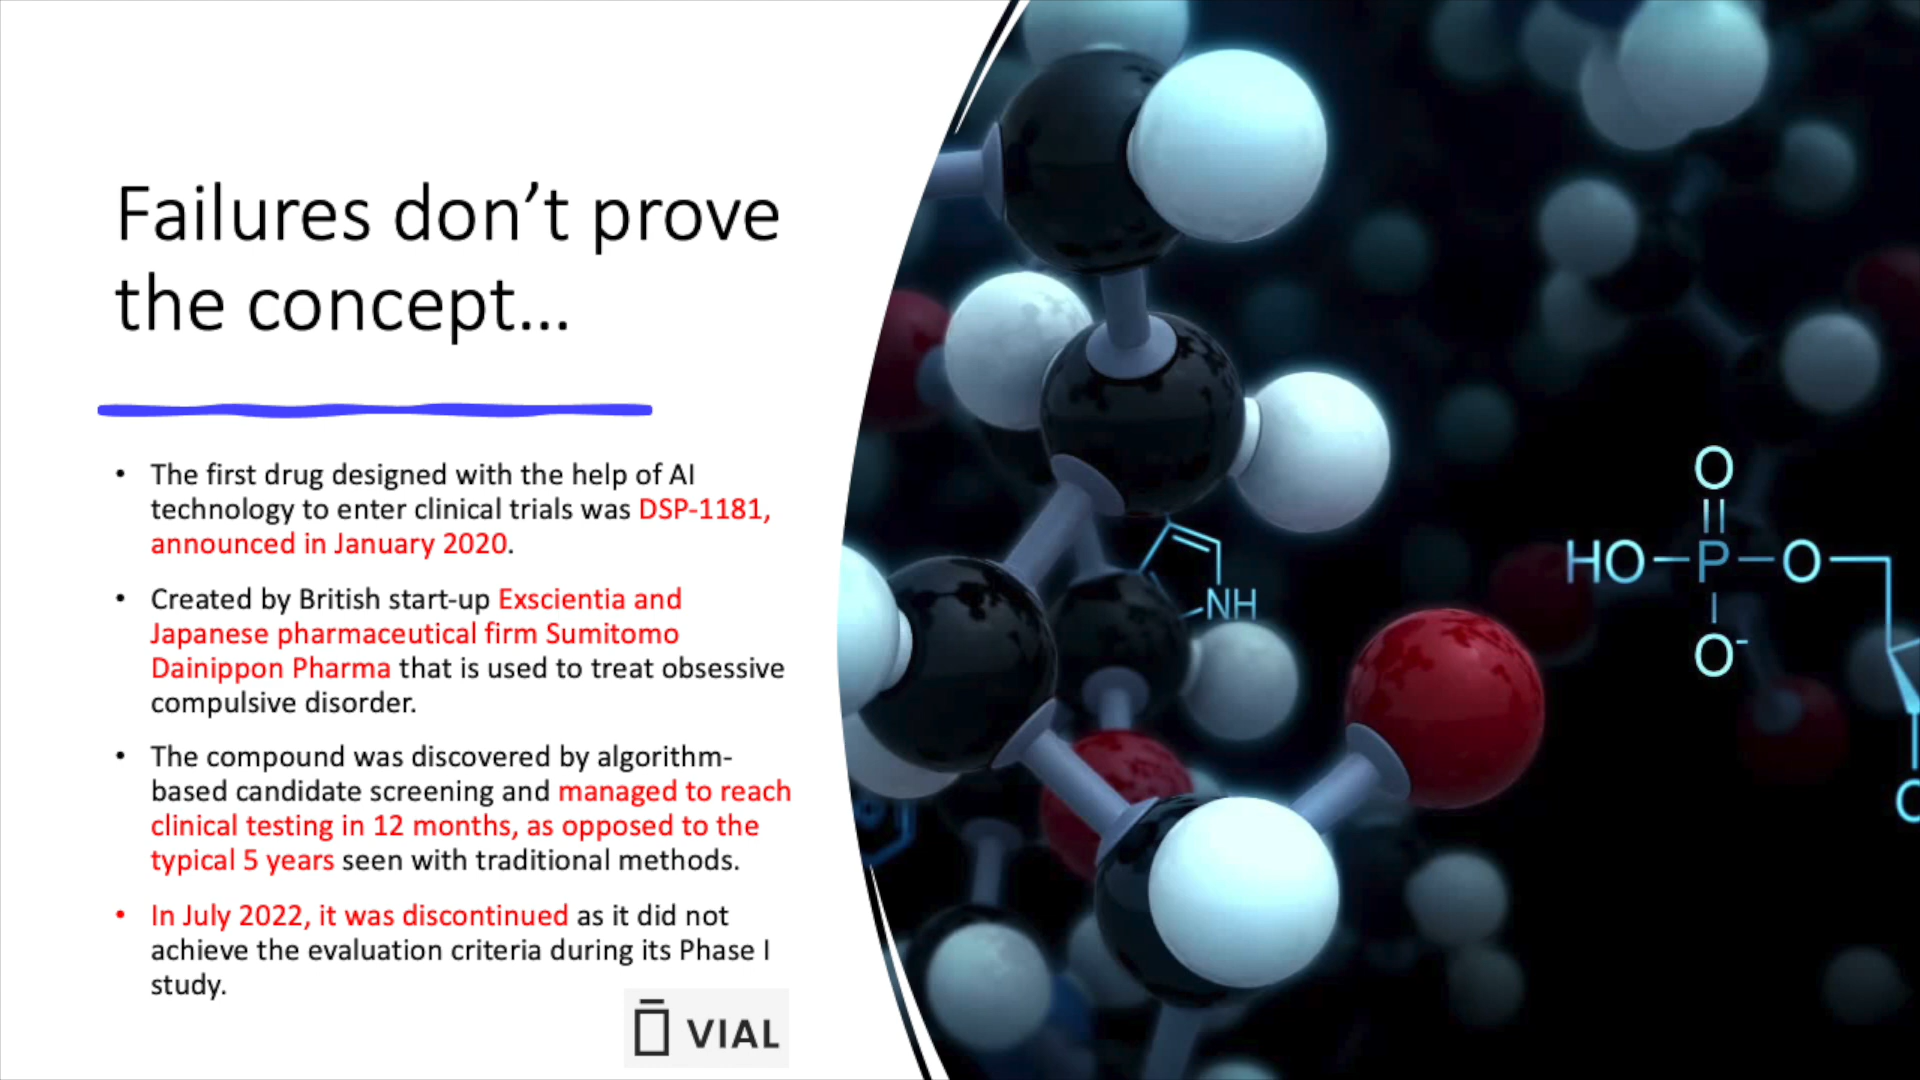 Failures don’t prove
the concept...
• The first drug designed with the help of AI
technology to enter clinical trials was DSP-1181,
announced in January 2020.
• Created by British start-up Exscientia and
Japanese pharmaceutical firm Sumitomo
Dainippon Pharma that is used to treat obsessive
compulsive disorder.
• The compound was discovered by algorithm-
based candidate screening and managed to reach
clinical testing in 12 months, as opposed to the
typical 5 years seen with traditional methods.
• In July 2022, it was discontinued as it did not
achieve the evaluation criteria during its Phase I
study.
VIAL
NH
O
HO P O
O-
O